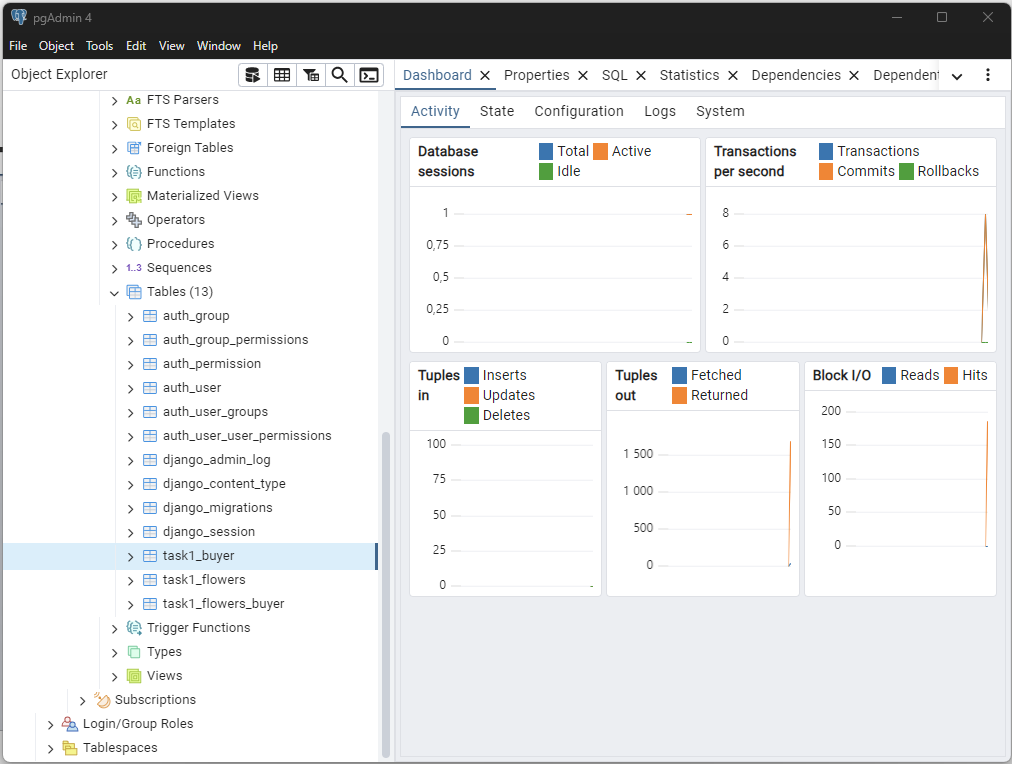 pgAdmin 4
File Object Tools Edit View Window Help
Object Explorer
Dashboard Properties SQL Statistics Dependencies Dependent
FTS Parsers
FTS Templates
Foreign Tables
Functions
Materialized Views
Operators
Procedures
1..3 Sequences
Tables (13)
auth_group
auth_group_permissions
auth_permission
auth_user
auth_user_groups
auth_user_user_permissions
django_admin_log
django_content_type
django_migrations
django_session
task1_buyer
task1_flowers
task1_flowers_buyer
Trigger Functions
Types
Views
Subscriptions
Login/Group Roles
Tablespaces
Activity State Configuration Logs System
Database sessions
Total Active
Idle
1
0,75
0,5
0,25
0
Transactions per second
Transactions
Commits Rollbacks
8
6
4
2
0
Tuples in
Inserts
Updates
Deletes
100
75
50
25
0
Tuples out
Fetched
Returned
1 500
1 000
500
0
Block I/O
Reads Hits
200
150
100
50
0